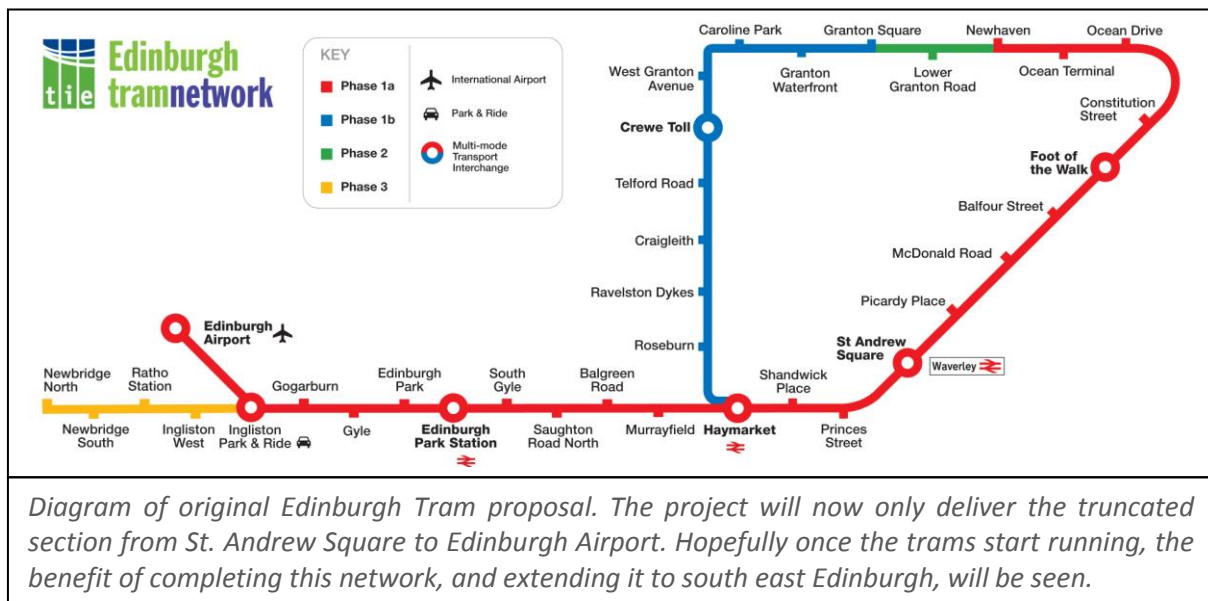 tie
Edinburgh
tramnetwork
KEY
Phase 1a
Phase 1b
Phase 2
Phase 3
International Airport
Park & Ride
Multi-mode
Transport
Interchange
Caroline Park
Granton Square
Newhaven
Ocean Drive
West Granton
Avenue
Granton
Waterfront
Lower
Granton Road
Ocean Terminal
Constitution
Street
Crewe Toll
Foot of
the Walk
Telford Road
Balfour Street
Craigleith
McDonald Road
Ravelston Dykes
Picardy Place
Roseburn
St Andrew
Square
Waverley
Edinburgh
Airport
Newbridge
North
Ratho
Station
Gogarburn
Edinburgh
Park
South
Gyle
Balgreen
Road
Shandwick
Place
Newbridge
South
Ingliston
West
Ingliston
Park & Ride
Gyle
Edinburgh
Park Station
Saughton
Road North
Murrayfield
Haymarket
Princes
Street
Diagram of original Edinburgh Tram proposal. The project will now only deliver the truncated
section from St. Andrew Square to Edinburgh Airport. Hopefully once the trams start running, the
benefit of completing this network, and extending it to south east Edinburgh, will be seen.